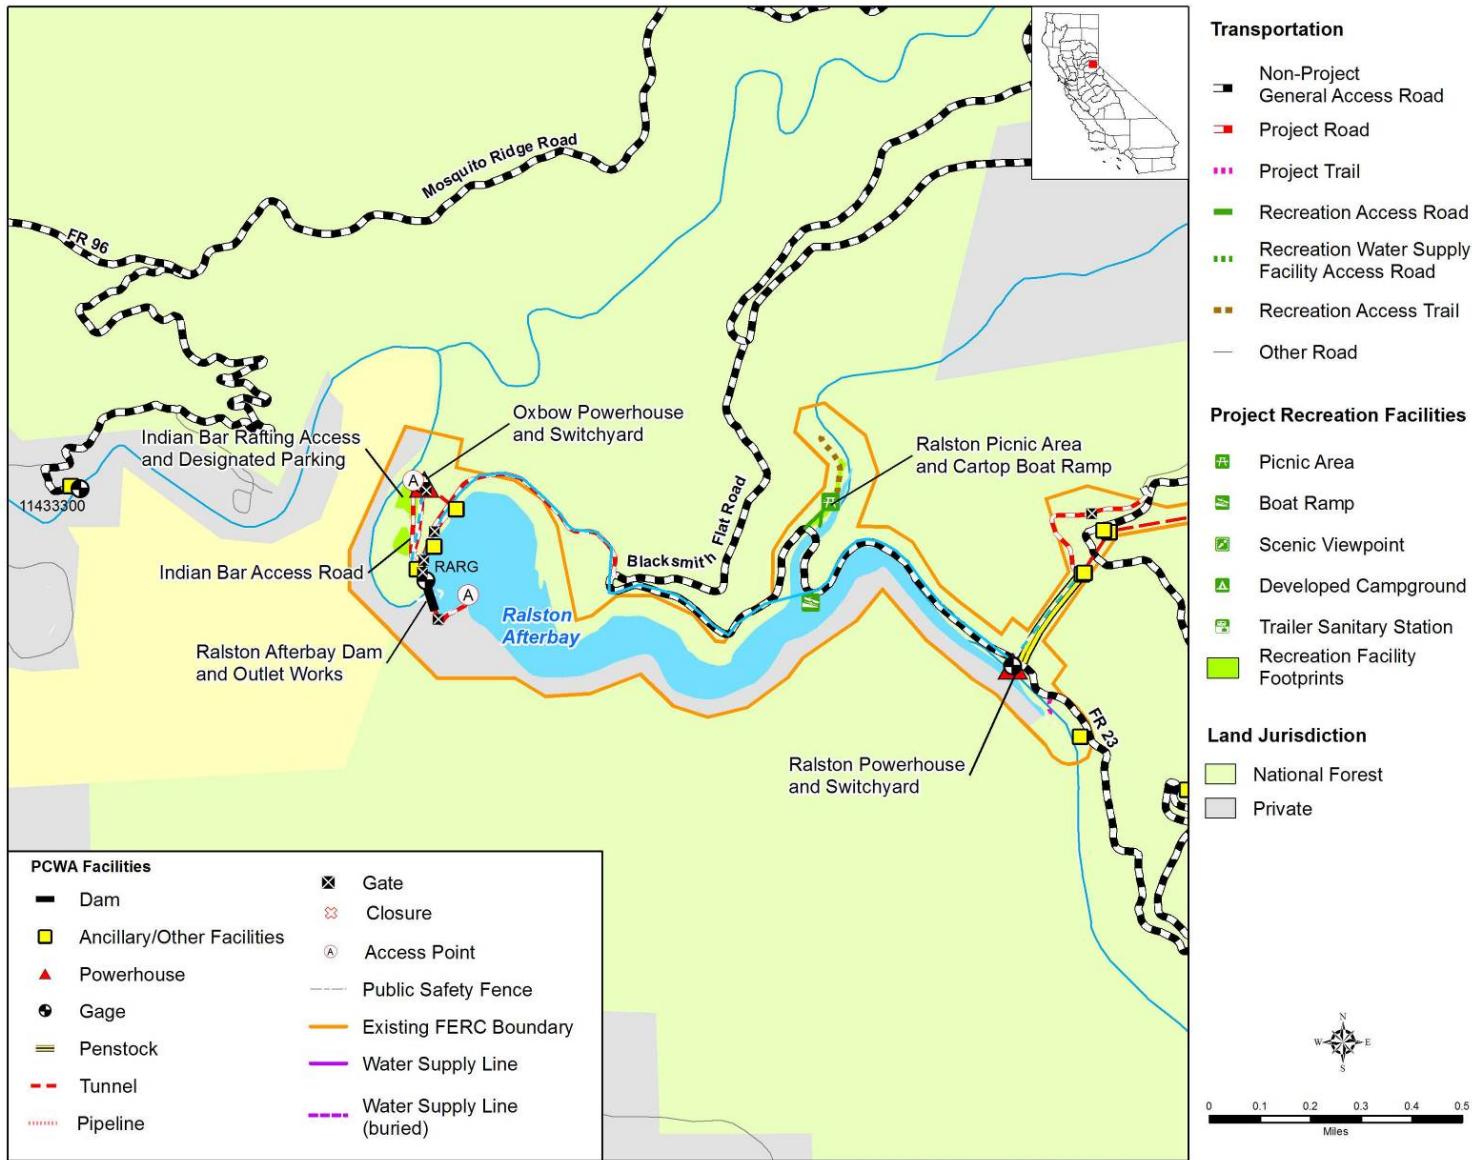 Mosquito Ridge Road
FR 96
Oxbow Powerhouse
and Switchyard
Indian Bar Rafting Access
and Designated Parking
Ralston Picnic Area
and Cartop Boat Ramp
11433300
A
Blacksmith Flat Road
Indian Bar Access Road
RARG
A
Ralston
Afterbay
Ralston Afterbay Dam
and Outlet Works
FR 23
Ralston Powerhouse
and Switchyard
PCWA Facilities
Dam
Ancillary/Other Facilities
Powerhouse
Gage
Penstock
Tunnel
Pipeline
Gate
Closure
A
Access Point
Public Safety Fence
Existing FERC Boundary
Water Supply Line
Water Supply Line
(buried)
Transportation
Non-Project
General Access Road
Project Road
Project Trail
Recreation Access Road
Recreation Water Supply
Facility Access Road
Recreation Access Trail
Other Road
Project Recreation Facilities
Picnic Area
Boat Ramp
Scenic Viewpoint
Developed Campground
Trailer Sanitary Station
Recreation Facility
Footprints
Land Jurisdiction
National Forest
Private
N
W E
S
0 0.1 0.2 0.3 0.4 0.5
Miles